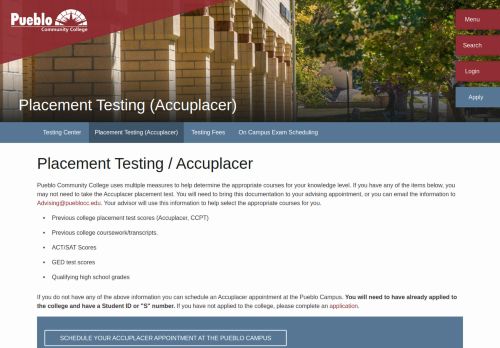 Pueblo
Community College
Menu
Search
Login
Apply
Placement Testing (Accuplacer)
Testing Center
Placement Testing (Accuplacer)
Testing Fees
On Campus Exam Scheduling
Placement Testing / Accuplacer
Pueblo Community College uses multiple measures to help determine the appropriate courses for your knowledge level. If you have any of the items below, you
may not need to take the Accuplacer placement test. You will need to bring this documentation to your advising appointment, or you can email the information to
Advising@pueblocc.edu. Your advisor will use this information to help select the appropriate courses for you.
• Previous college placement test scores (Accuplacer, CCPT)
• Previous college coursework/transcripts.
• ACT/SAT Scores
• GED test scores
• Qualifying high school grades
If you do not have any of the above information you can schedule an Accuplacer appointment at the Pueblo Campus. You will need to have already applied to
the college and have a Student ID or "S" number. If you have not applied to the college, please complete an application.
SCHEDULE YOUR ACCUPLACER APPOINTMENT AT THE PUEBLO CAMPUS